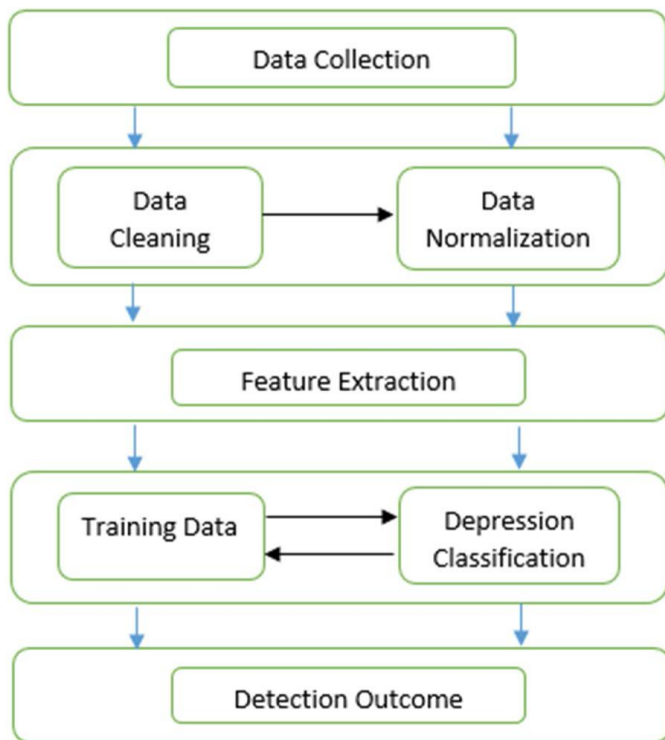 Data Collection
Data
Cleaning
Data
Normalization
Feature Extraction
Training Data
Depression
Classification
Detection Outcome